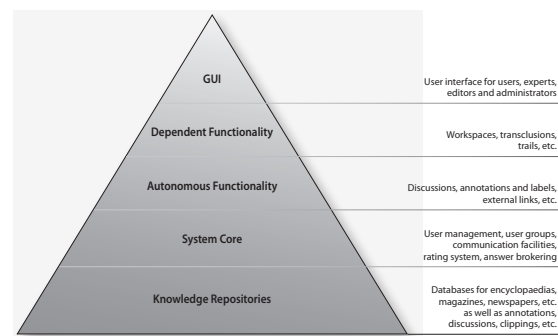 GUI
User interface for users, experts,
editors and administrators
Dependent Functionality
Workspaces, transclusions,
trails, etc.
Autonomous Functionality
Discussions, annotations and labels,
external links, etc.
System Core
User management, user groups,
communication facilities,
rating system, answer brokering
Knowledge Repositories
Databases for encyclopaedias,
magazines, newspapers, etc.
as well as annotations,
discussions, clippings, etc.